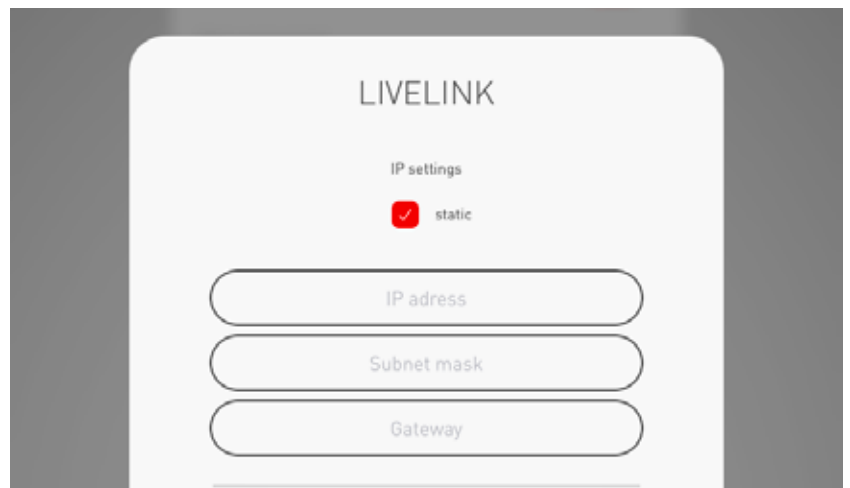 LIVELINK
IP settings
static
IP adress
Subnet mask
Gateway